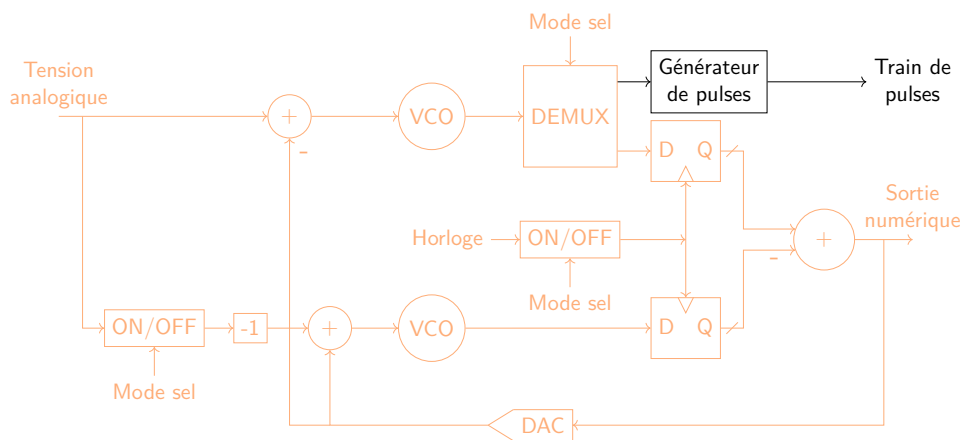 Mode sel
Tension
analogique
Générateur
de pulses
Train de
pulses
+
-
VCO
DEMUX
D Q
Horloge
ON/OFF
Mode sel
Sortie
numérique
+
-
ON/OFF
-1
+
VCO
D Q
Mode sel
DAC